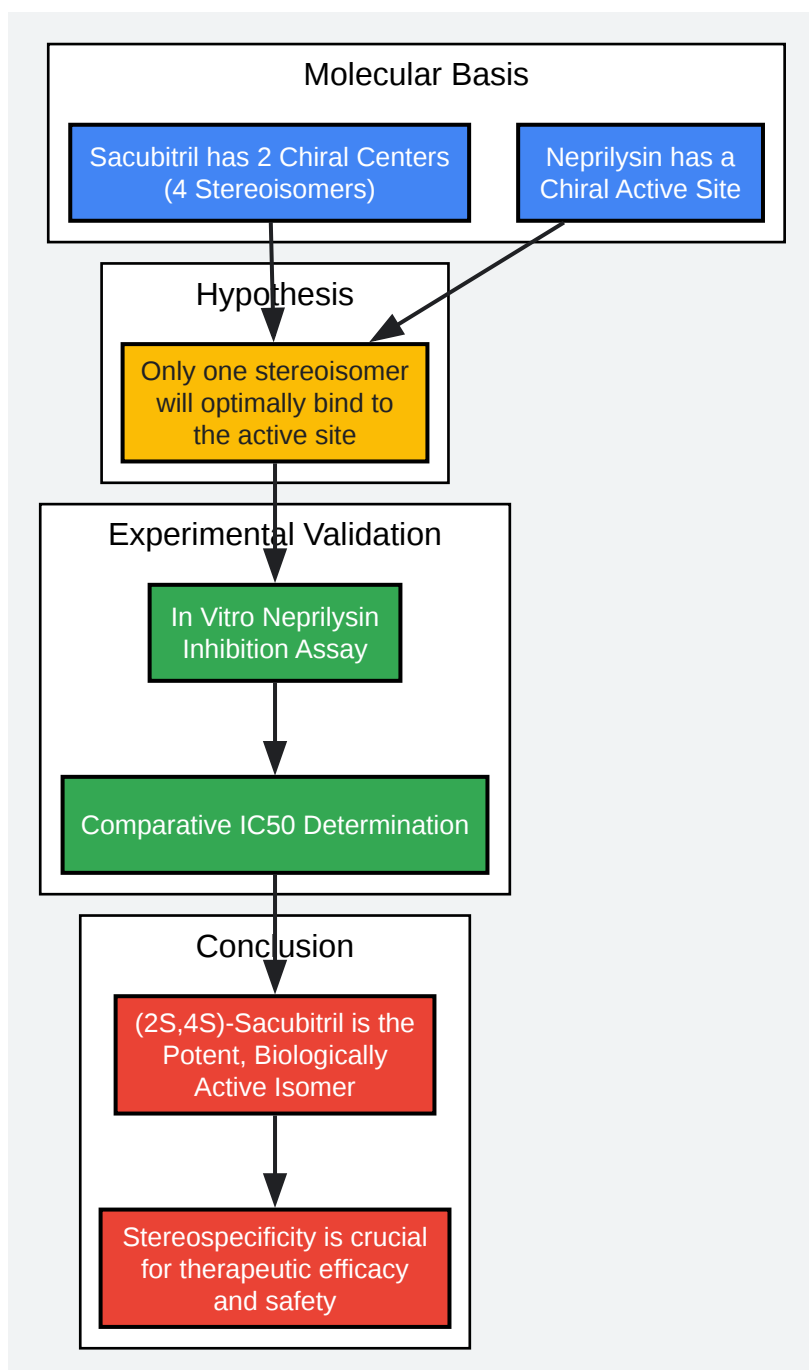 Molecular Basis
Sacubitril has 2 Chiral Centers
(4 Stereoisomers)
Neprilysin has a
Chiral Active Site
Hypothesis
Only one stereoisomer
will optimally bind to
the active site
Experimental Validation
In Vitro Neprilysin
Inhibition Assay
Comparative IC50 Determination
Conclusion
(2S,4S)-Sacubitril is the
Potent, Biologically
Active Isomer
Stereospecificity is crucial
for therapeutic efficacy
and safety